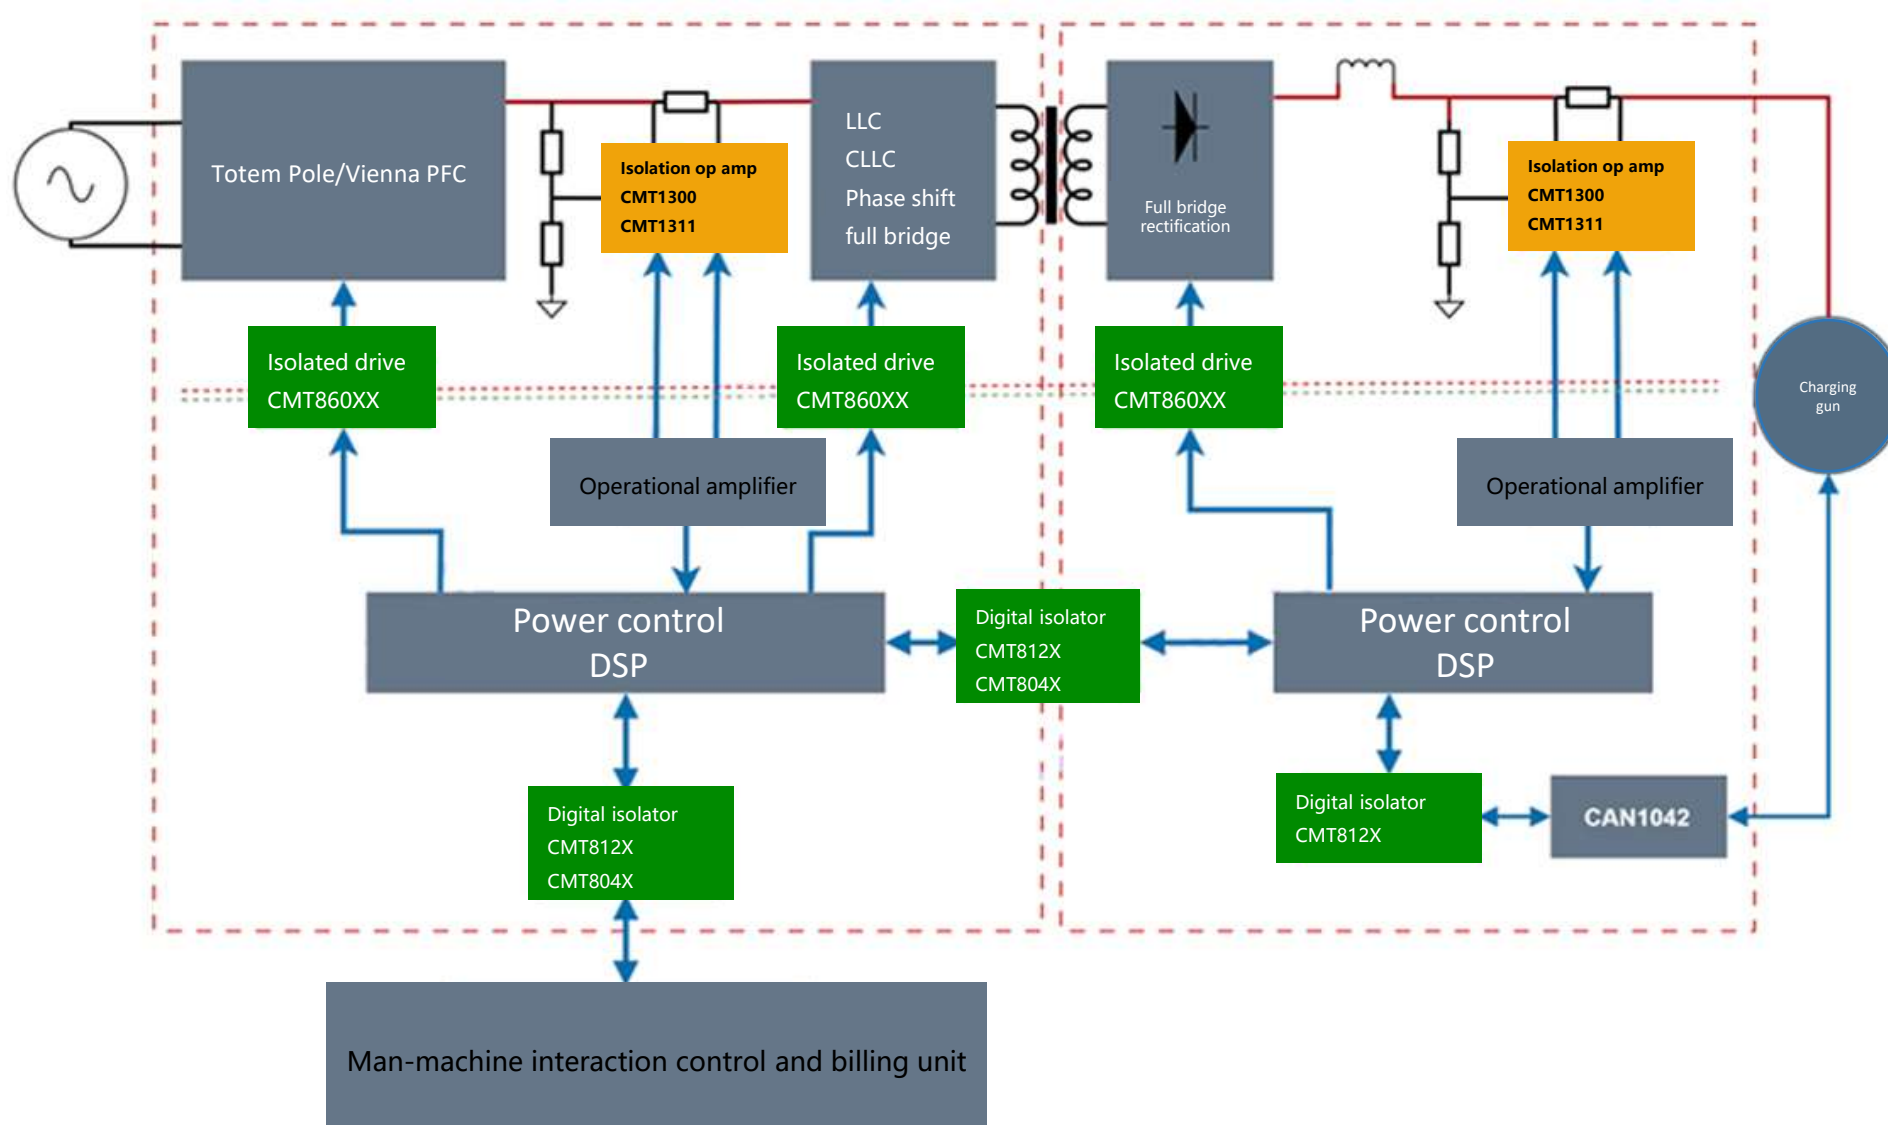 Totem Pole/Vienna PFC
Isolation op amp
CMT1300
CMT1311
LLC
CLLC
Phase shift
full bridge
Full bridge
rectification
Isolation op amp
CMT1300
CMT1311
Isolated drive
CMT860XX
Isolated drive
CMT860XX
Isolated drive
CMT860XX
Charging
gun
Operational amplifier
Operational amplifier
Power control
DSP
Digital isolator
CMT812X
CMT804X
Power control
DSP
Digital isolator
CMT812X
CMT804X
Digital isolator
CMT812X
CAN1042
Man-machine interaction control and billing unit